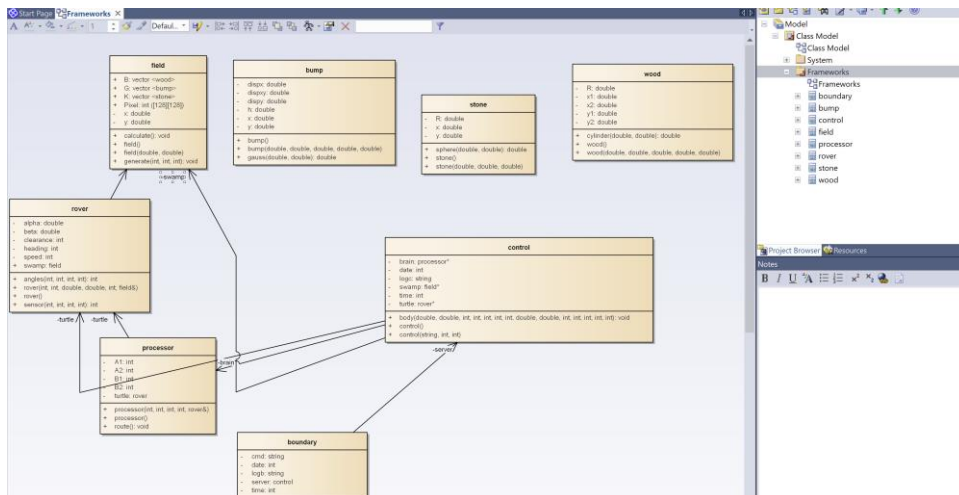 Start Page
Frameworks
Defaul...
field
+ B: vector <wood>
+ G: vector <bump>
+ K: vector <stone>
+ Pixel: int ([128][128])
- x: double
- y: double
+ calculate(): void
+ field()
+ field(double, double)
+ generate(int, int, int): void
bump
- dispx: double
- dispxy: double
- dispy: double
- h: double
- x: double
- y: double
+ bump()
+ bump(double, double, double, double, double, double)
+ gauss(double, double): double
stone
- R: double
- x: double
- y: double
+ sphere(double, double): double
+ stone()
+ stone(double, double, double)
wood
- R: double
- x1: double
- x2: double
- y1: double
- y2: double
+ cylinder(double, double): double
+ wood()
+ wood(double, double, double, double, double)
-swamp
rover
- alpha: double
- beta: double
- clearance: int
- heading: int
- speed: int
+ swamp: field
+ angles(int, int, int, int): int
+ rover(int, int, double, double, int, field&)
+ rover()
+ sensor(int, int, int, int): int
-turtle
-turtle
control
- brain: processor*
- date: int
- logc: string
- swamp: field*
- time: int
- turtle: rover*
+ body(double, double, int, int, int, int, int, double, double, int, int, int, int, int): void
+ control()
+ control(string, int, int)
processor
- A1: int
- A2: int
- B1: int
- B2: int
- turtle: rover
+ processor(int, int, int, int, rover&)
+ processor()
+ route(): void
-brain
-server
boundary
- cmd: string
- date: int
- logb: string
- server: control
- time: int
Model
Class Model
Class Model
System
Frameworks
Frameworks
boundary
bump
control
field
processor
rover
stone
wood
Project Browser
Resources
Notes
B I U A